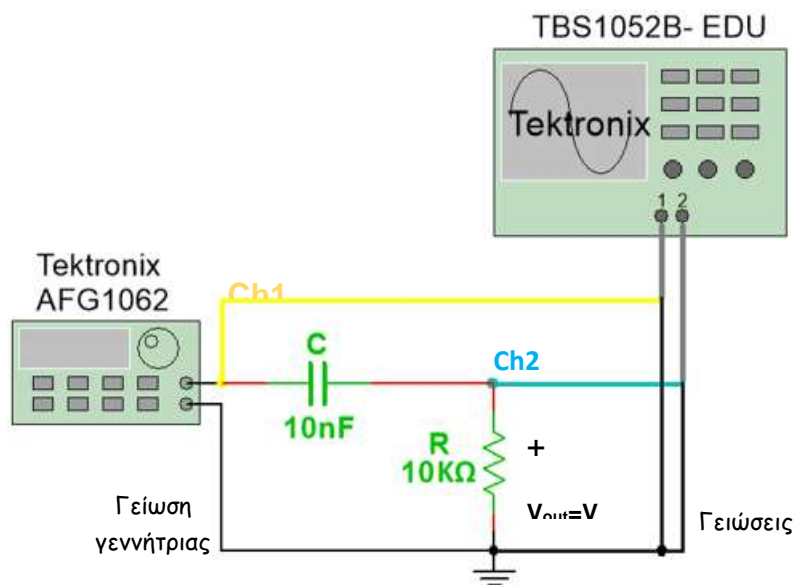 TBS1052B- EDU
Tektronix
1 2
Tektronix
AFG1062
Ch1
C
10nF
Ch2
R
10KΩ
+
Vout=V
Γείωση
γεννήτριας
Γειώσεις